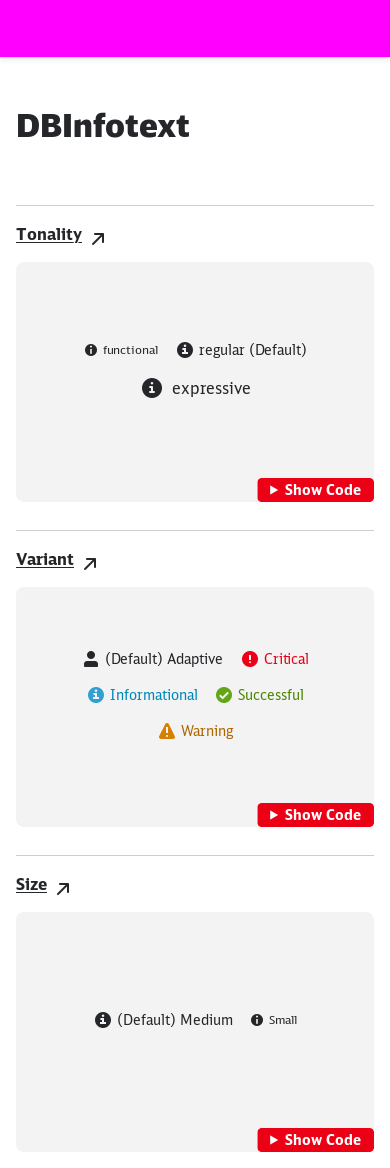 DBInfotext
Tonality
functional regular (Default)
expressive
Show Code
Variant
(Default) Adaptive Critical
Informational Successful
Warning
Show Code
Size
(Default) Medium Small
Show Code